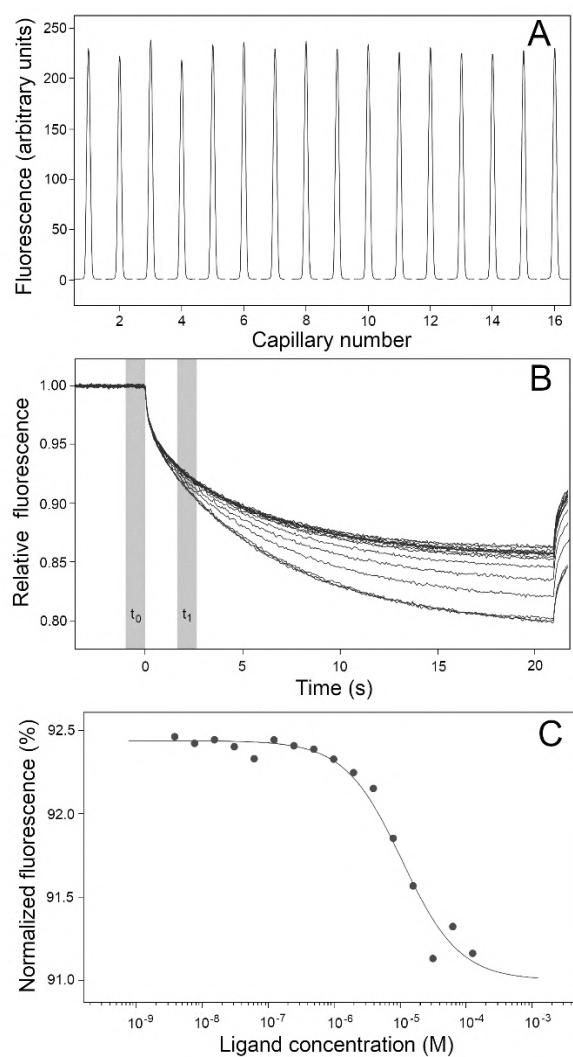 A
Fluorescence (arbitrary units)
250
200
150
100
50
0
2 4 6 8 10 12 14 16
Capillary number
B
Relative fluorescence
1.00
0.95
0.90
0.85
0.80
t₀ t₁
0 5 10 15 20
Time (s)
C
Normalized fluorescence (%)
92.5
92.0
91.5
91.0
10⁻⁹ 10⁻⁸ 10⁻⁷ 10⁻⁶ 10⁻⁵ 10⁻⁴ 10⁻³
Ligand concentration (M)